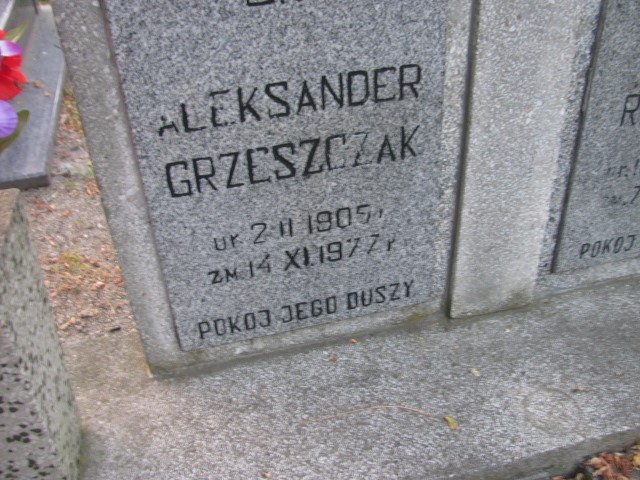 ALEKSANDER
GRZESZCZAK
ur 2 II 1905 r
ZM. 14 XI. 1977 r
POKOJ JEGO DUSZY
R
POKOJ